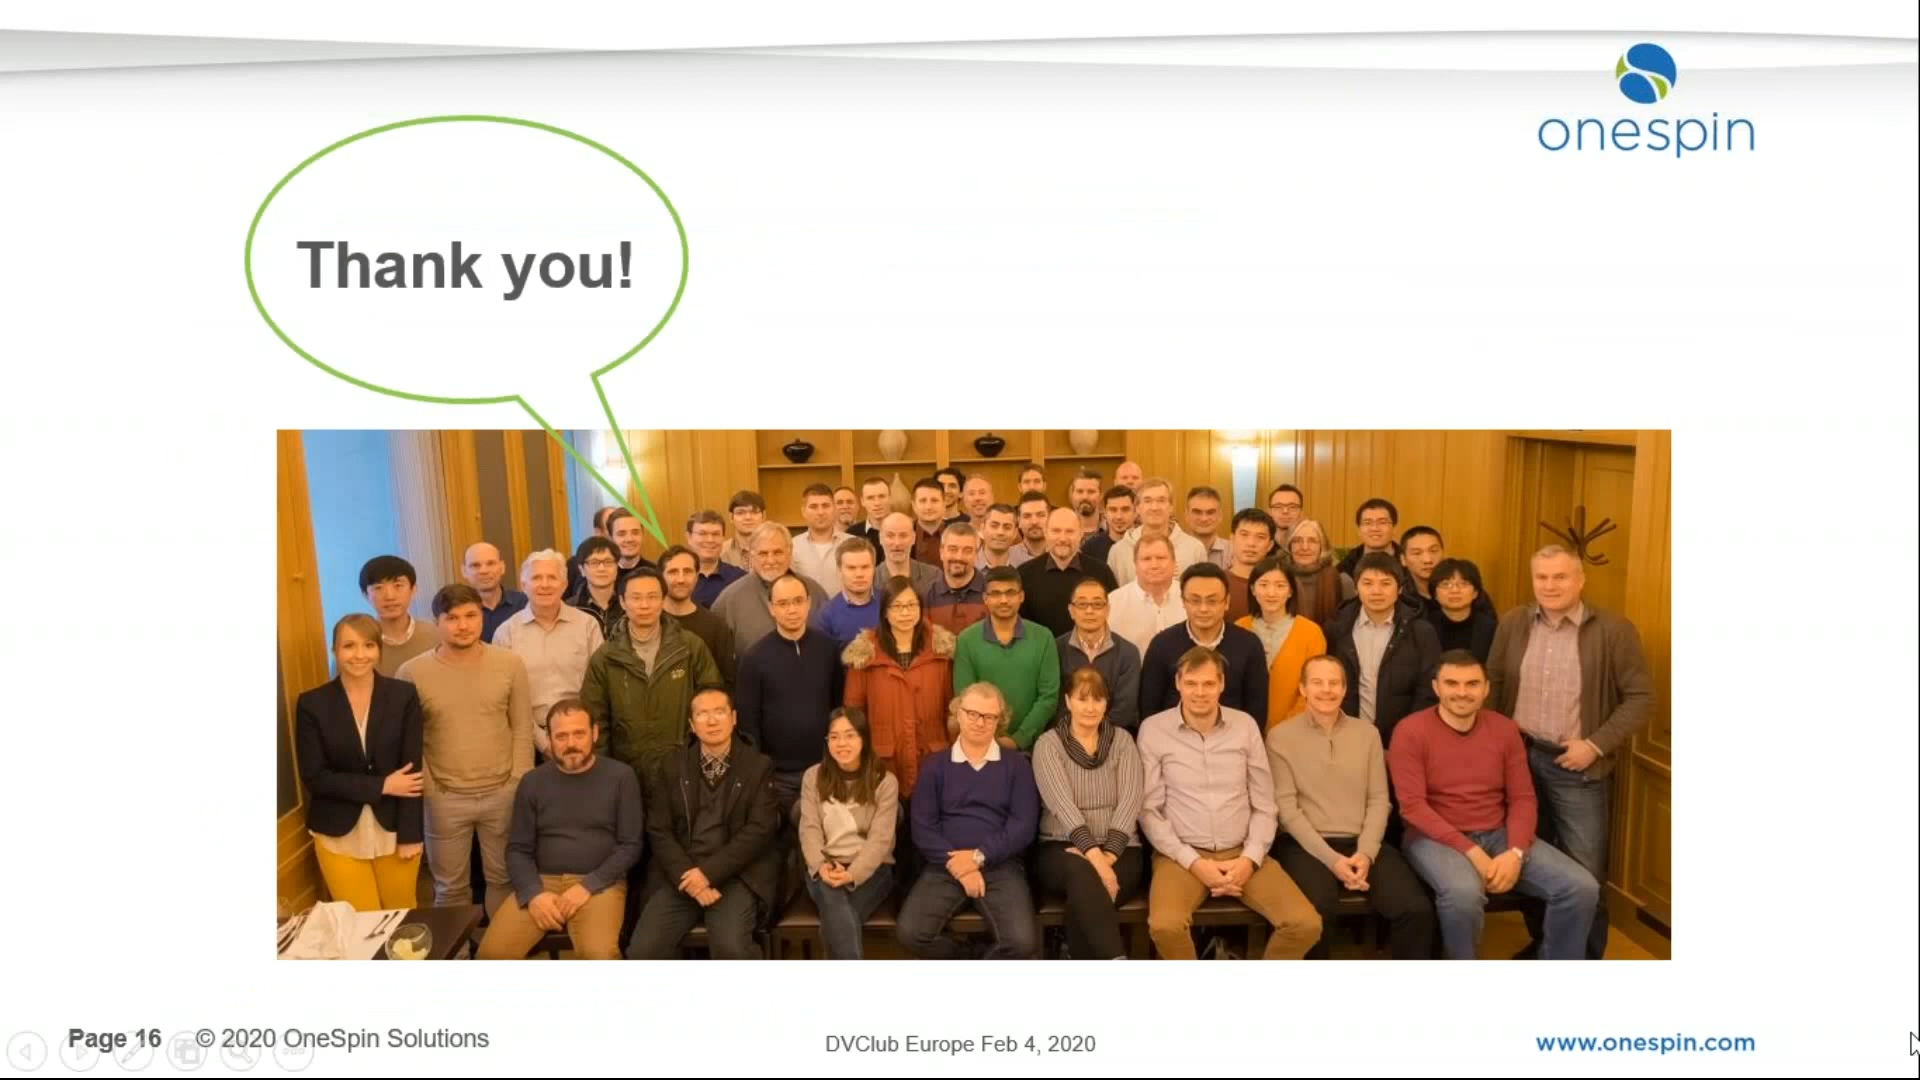 onespin
Thank you!
Page 16 © 2020 OneSpin Solutions
DVClub Europe Feb 4, 2020
www.onespin.com